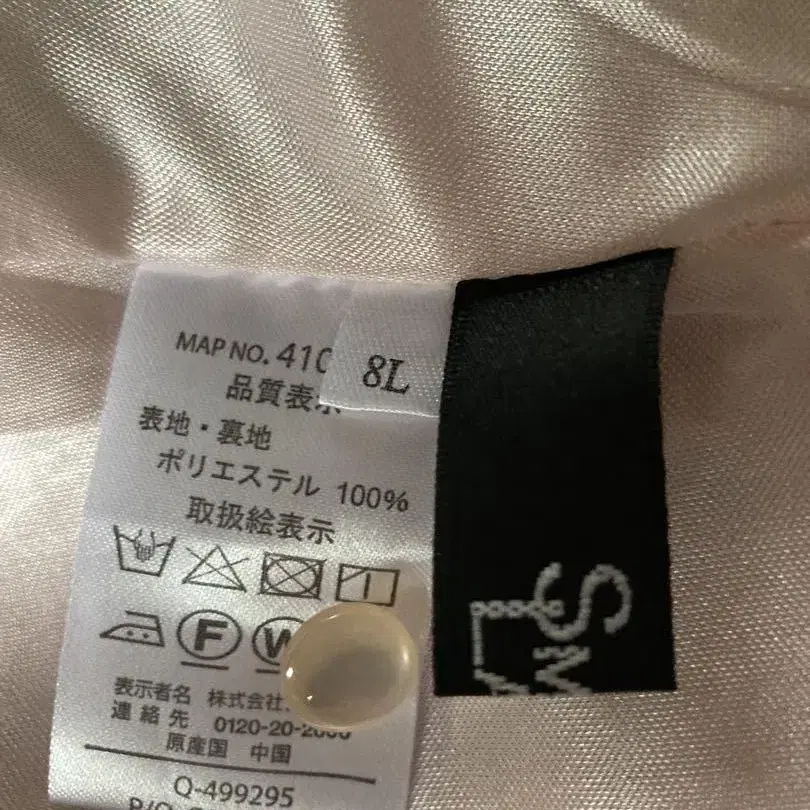 MAP NO. 410
8L
品質表示
表地・裏地
ポリエステル 100%
取扱絵表示
F W
表示者名 株式会社
連絡先 0120-20-2000
原産国 中国
Q-499295